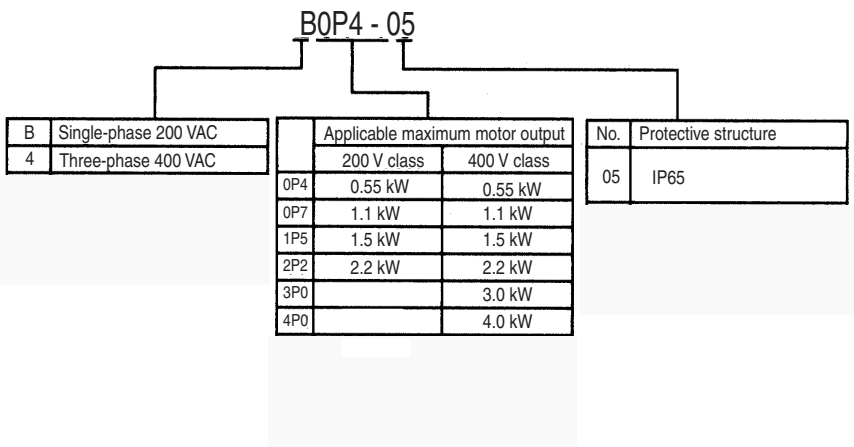 B0P4 - 05
B Single-phase 200 VAC
4 Three-phase 400 VAC
Applicable maximum motor output
200 V class 400 V class
0P4 0.55 kW 0.55 kW
0P7 1.1 kW 1.1 kW
1P5 1.5 kW 1.5 kW
2P2 2.2 kW 2.2 kW
3P0 3.0 kW
4P0 4.0 kW
No. Protective structure
05 IP65